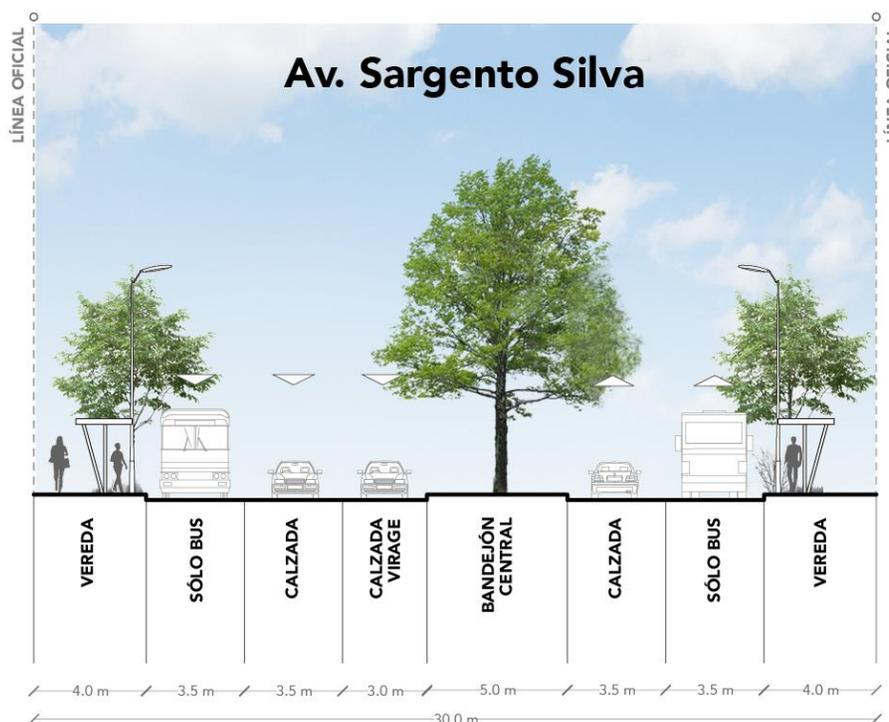 Av. Sargento Silva
LÍNEA OFICIAL
LÍNEA OFICIAL
VEREDA
SÓLO BUS
CALZADA
CALZADA
VIRAGE
BANDEJÓN
CENTRAL
CALZADA
SÓLO BUS
VEREDA
4.0 m
3.5 m
3.5 m
3.0 m
5.0 m
3.5 m
3.5 m
4.0 m
30.0 m